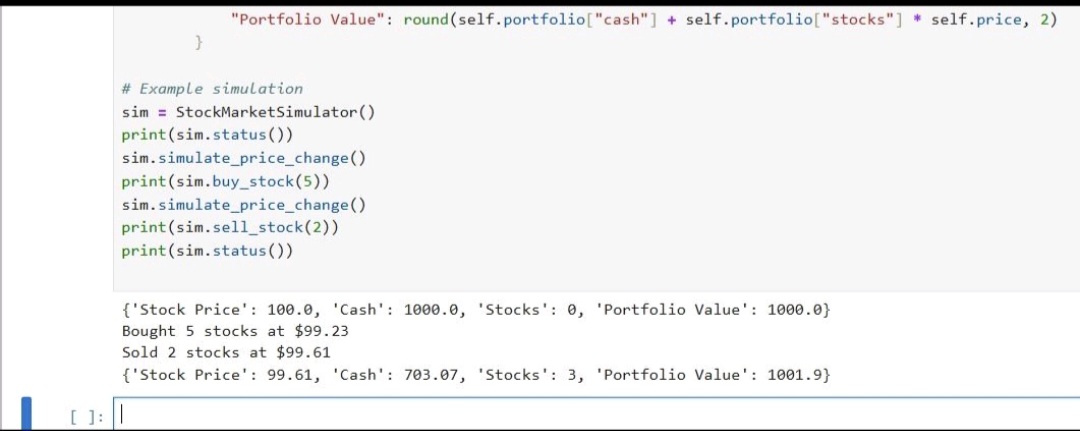 "Portfolio Value": round(self.portfolio["cash"] + self.portfolio["stocks"] * self.price, 2)
}
# Example simulation
sim = StockMarketSimulator()
print(sim.status())
sim.simulate_price_change()
print(sim.buy_stock(5))
sim.simulate_price_change()
print(sim.sell_stock(2))
print(sim.status())
{'Stock Price': 100.0, 'Cash': 1000.0, 'Stocks': 0, 'Portfolio Value': 1000.0}
Bought 5 stocks at $99.23
Sold 2 stocks at $99.61
{'Stock Price': 99.61, 'Cash': 703.07, 'Stocks': 3, 'Portfolio Value': 1001.9}
[ ]: